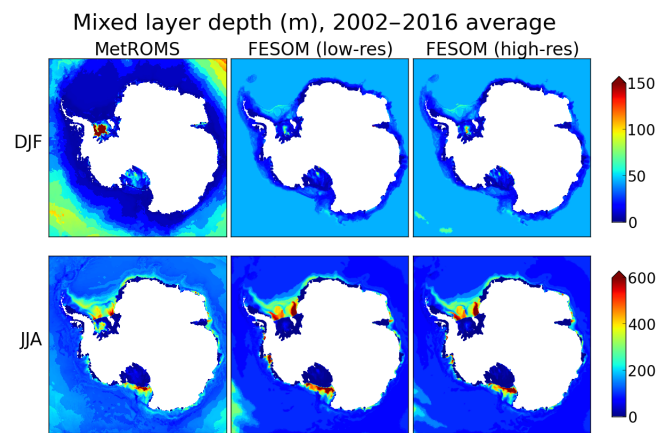 Mixed layer depth (m), 2002–2016 average
MetROMS FESOM (low-res) FESOM (high-res)
DJF
150
100
50
0
JJA
600
400
200
0